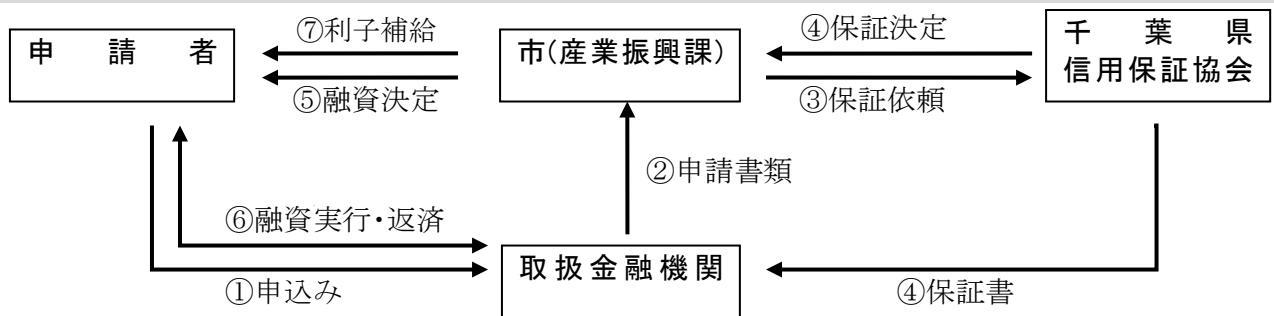 申請者
⑦利子補給
⑤融資決定
市(産業振興課)
④保証決定
③保証依頼
千葉県
信用保証協会
②申請書類
⑥融資実行・返済
①申込み
取扱金融機関
④保証書